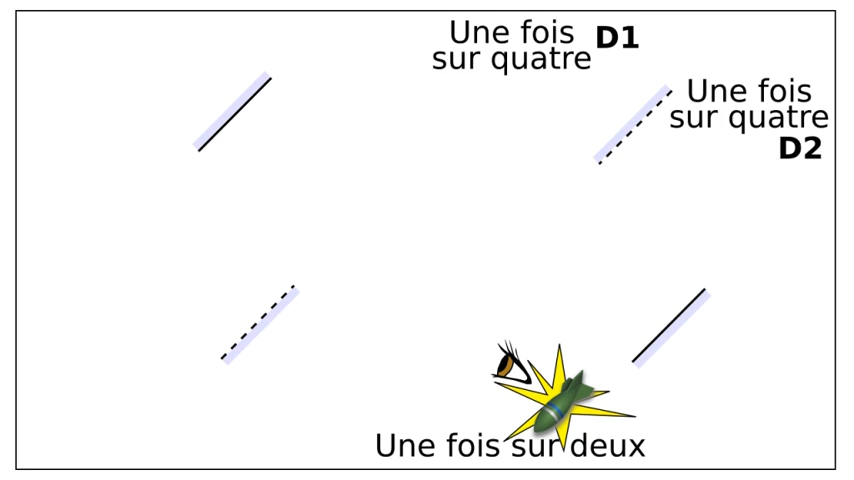 Une fois
sur quatre
D1
Une fois
sur quatre
D2
Une fois sur deux